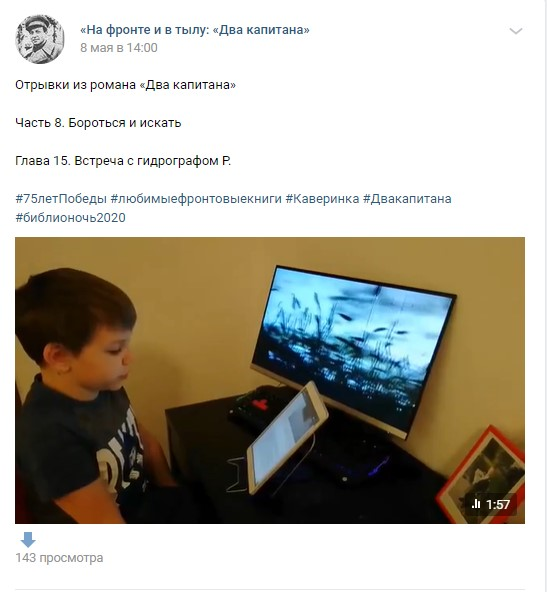 «На фронте и в тылу: «Два капитана»
8 мая в 14:00
Отрывки из романа «Два капитана»
Часть 8. Бороться и искать
Глава 15. Встреча с гидрографом Р.
#75летПобеды #любимыефронтовыекниги #Каверинка #Двакапитана
#библионочь2020
1:57
143 просмотра